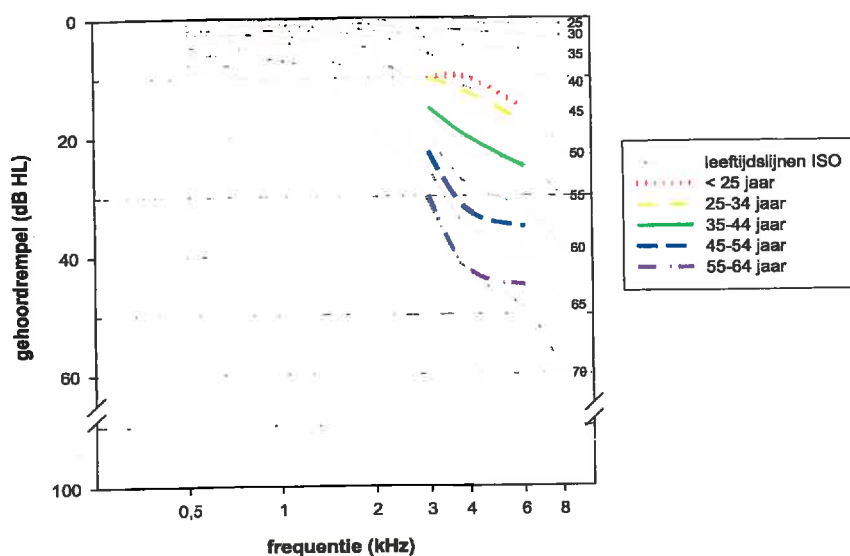 0
20
40
60
100
gehoordrempel (dB HL)
25
30
35
40
45
50
55
60
65
70
0,5
1
2
3
4
6
8
frequentie (kHz)
leeftijdslijnen ISO
< 25 jaar
25-34 jaar
35-44 jaar
45-54 jaar
55-64 jaar